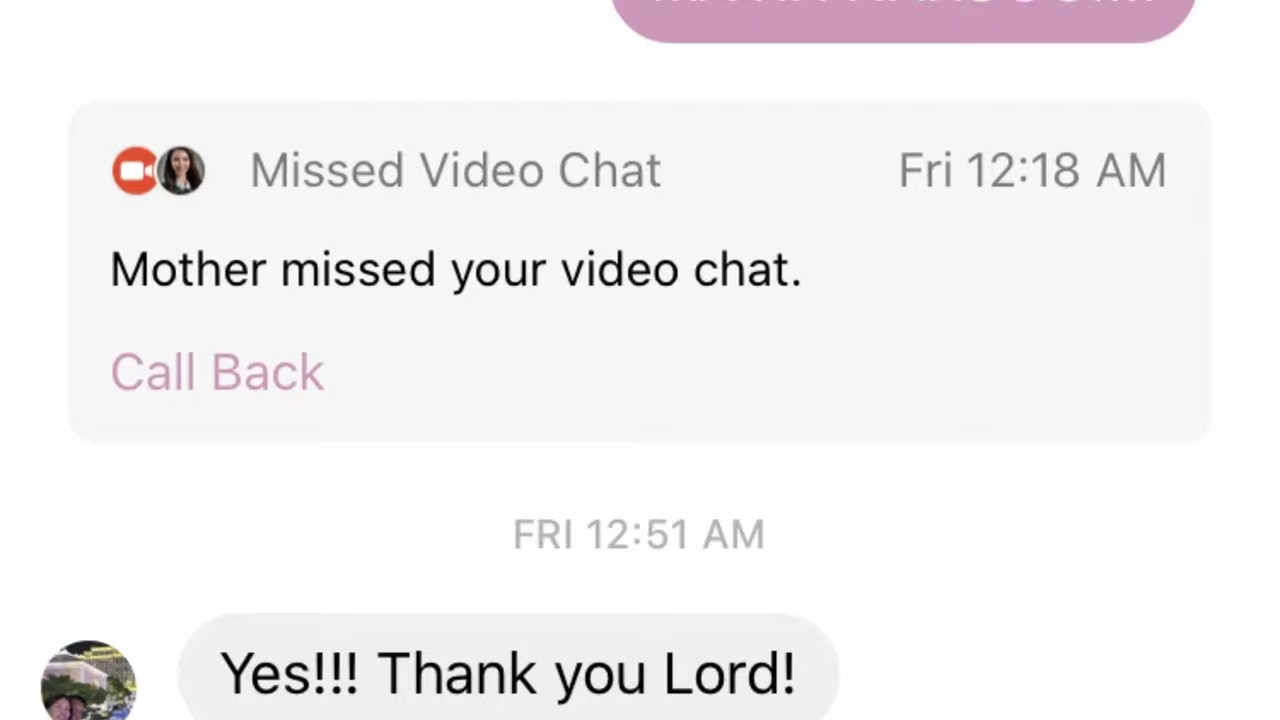 Missed Video Chat Fri 12:18 AM
Mother missed your video chat.
Call Back
FRI 12:51 AM
Yes!!! Thank you Lord!